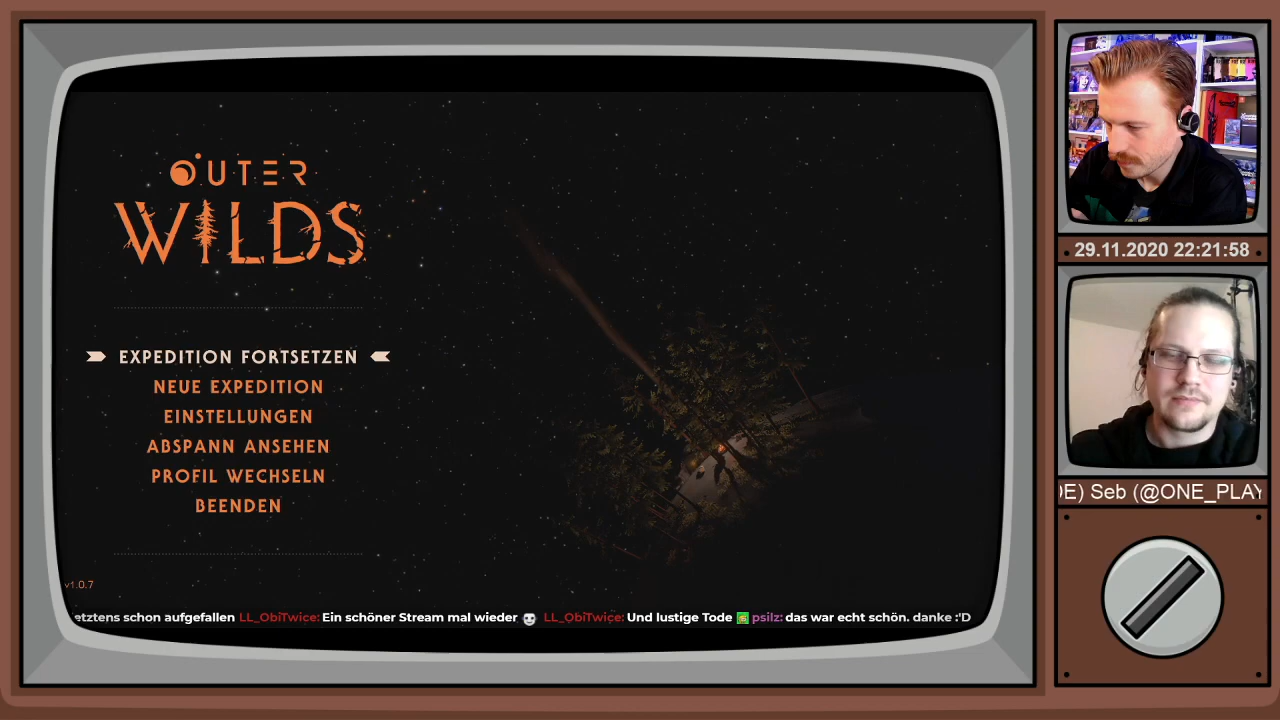 OUTER
WILDS
EXPEDITION FORTSETZEN
NEUE EXPEDITION
EINSTELLUNGEN
ABSPANN ANSEHEN
PROFIL WECHSELN
BEENDEN
v1.0.7
etztens schon aufgefallen LL_ObiTwice: Ein schöner Stream mal wieder LL_ObiTwice: Und lustige Tode psilz: das war echt schön. danke :'D
29.11.2020 22:21:58
DE) Seb (@ONE_PLAY